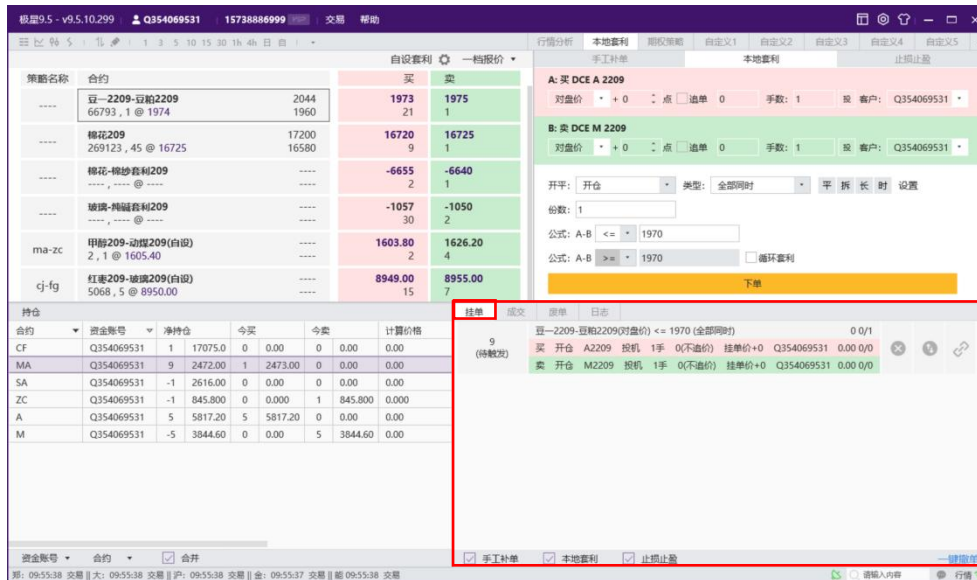 极星9.5 - v9.5.10.299 Q354069531 15738886999 交易 帮助
1 3 5 10 15 30 1h 4h 日
行情分析 本地套利 期权策略 自定义1 自定义2 自定义3 自定义4 自定义5
自设套利 一档报价
手工补单 本地套利 止损止盈
策略名称 合约 买 卖
---- 豆一2209-豆粕2209 2044 1973 1975
66793 , 1 @ 1974 1960 21 1
---- 棉花209 17200 16720 16725
269123 , 45 @ 16725 16580 9 1
---- 棉花-棉纱套利209 ---- -6655 -6640
---- , ---- @ ---- ---- 2 1
---- 玻璃-纯碱套利209 ---- -1057 -1050
---- , ---- @ ---- ---- 30 2
ma-zc 甲醇209-动煤209(自设) ---- 1603.80 1626.20
2 , 1 @ 1605.40 ---- 2 4
cj-fg 红枣209-玻璃209(自设) ---- 8949.00 8955.00
5068 , 5 @ 8950.00 ---- 15 7
A: 买 DCE A 2209
对盘价 + 0 点 追单 0 手数: 1 投 客户: Q354069531
B: 卖 DCE M 2209
对盘价 + 0 点 追单 0 手数: 1 投 客户: Q354069531
开平: 开仓 类型: 全部同时 平 拆 长 时 设置
份数: 1
公式: A-B <= 1970
公式: A-B >= 1970 循环套利
下单
持仓
合约 资金账号 净持仓 今买 今卖 计算价格
CF Q354069531 1 17075.0 0 0.00 0 0.00 0.00
MA Q354069531 9 2472.00 1 2473.00 0 0.00 0.00
SA Q354069531 -1 2616.00 0 0.00 0 0.00 0.00
ZC Q354069531 -1 845.800 0 0.000 1 845.800 0.000
A Q354069531 5 5817.20 5 5817.20 0 0.00 0.00
M Q354069531 -5 3844.60 0 0.00 5 3844.60 0.00
挂单 成交 废单 日志
9
(待触发)
豆一2209-豆粕2209(对盘价) <= 1970 (全部同时) 0 0/1
买 开仓 A2209 投机 1手 0(不追价) 挂单价+0 Q354069531 0.00 0/0
卖 开仓 M2209 投机 1手 0(不追价) 挂单价+0 Q354069531 0.00 0/0
资金账号 合约 合并
手工补单 本地套利 止损止盈 一键撤单
郑: 09:55:38 交易 || 大: 09:55:38 交易 || 沪: 09:55:38 交易 || 金: 09:55:37 交易 || 能 09:55:38 交易
请输入内容 行情